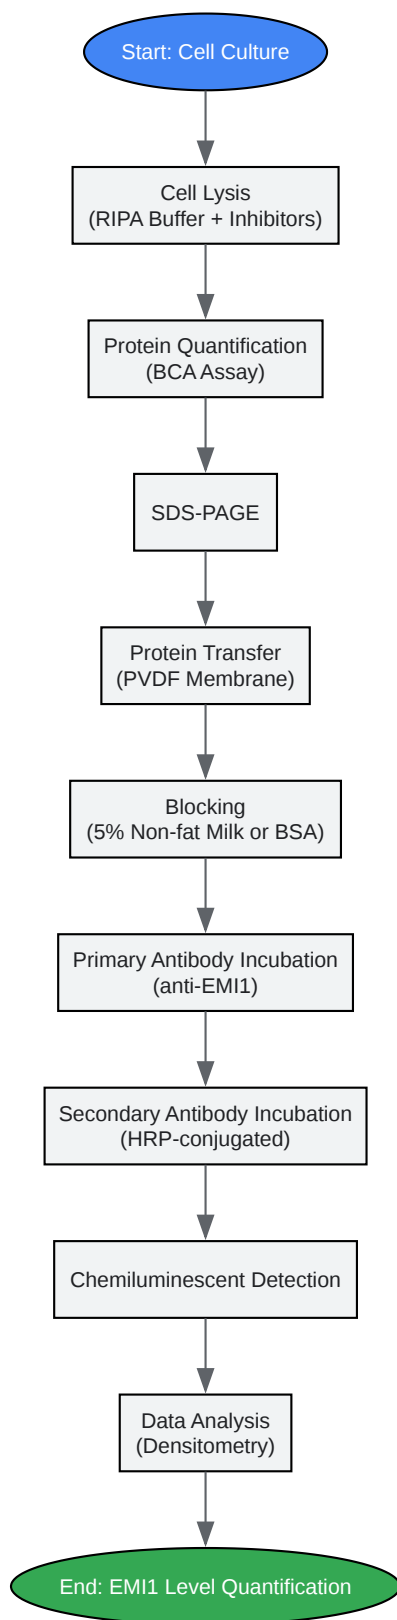 Start: Cell Culture
Cell Lysis
(RIPA Buffer + Inhibitors)
Protein Quantification
(BCA Assay)
SDS-PAGE
Protein Transfer
(PVDF Membrane)
Blocking
(5% Non-fat Milk or BSA)
Primary Antibody Incubation
(anti-EMI1)
Secondary Antibody Incubation
(HRP-conjugated)
Chemiluminescent Detection
Data Analysis
(Densitometry)
End: EMI1 Level Quantification